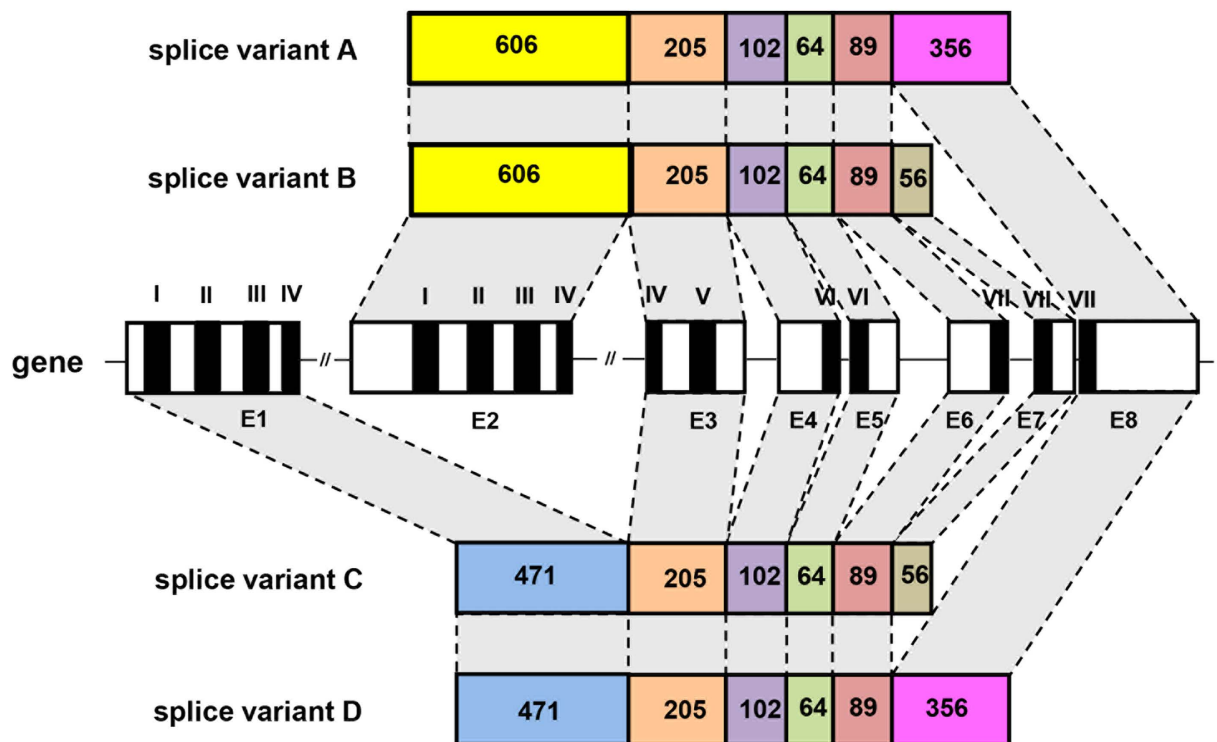 splice variant A 606 205 102 64 89 356
splice variant B 606 205 102 64 89 56
I II III IV I II III IV IV V VI VI VII VII VII
gene // //
E1 E2 E3 E4 E5 E6 E7 E8
splice variant C 471 205 102 64 89 56
splice variant D 471 205 102 64 89 356